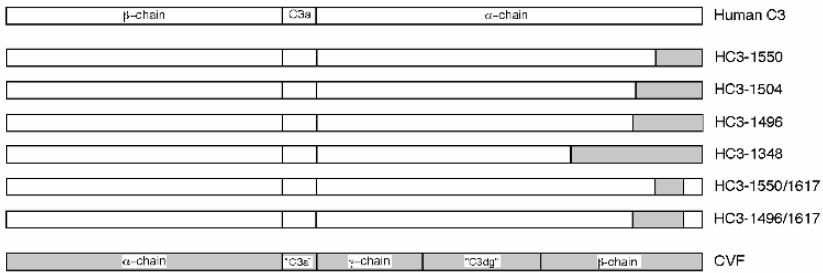 β–chain C3a α–chain Human C3
HC3-1550
HC3-1504
HC3-1496
HC3-1348
HC3-1550/1617
HC3-1496/1617
α–chain "C3a" γ–chain "C3dg" β–chain CVF